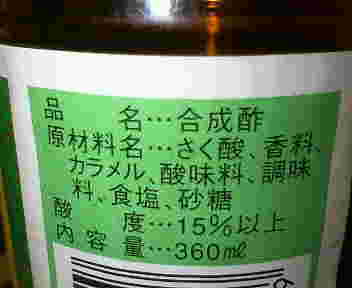 品　　名…合成酢
原材料名…さく酸、香料、
カラメル、酸味料、調味
料、食塩、砂糖
酸　　度…15%以上
内容量…360ml